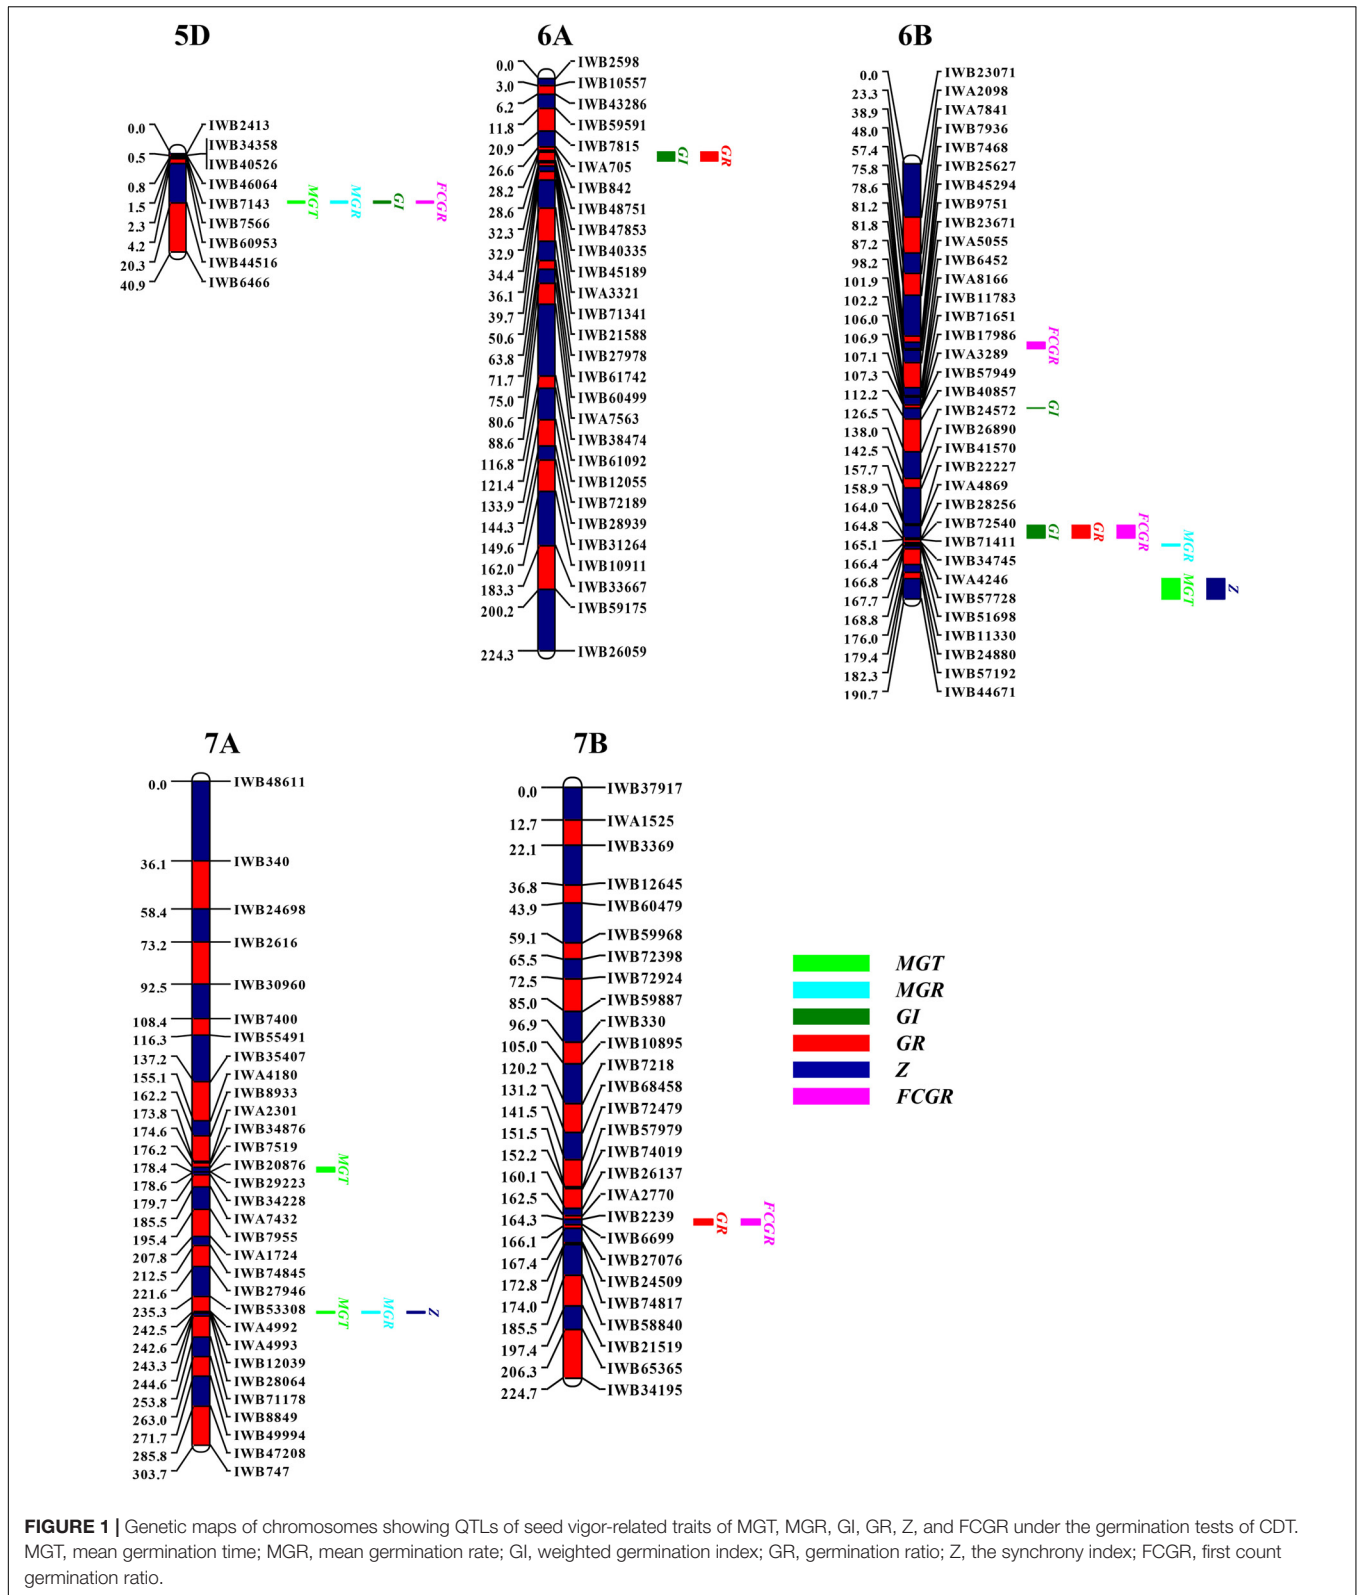 5D
0.0 IWB2413
IWB34358
0.5 IWB40526
0.8 IWB46064
1.5 IWB7143
2.3 IWB7566
4.2 IWB60953
20.3 IWB44516
40.9 IWB6466
MGT
MGR
GI
FCGR
6A
0.0 IWB2598
3.0 IWB10557
6.2 IWB43286
11.8 IWB59591
20.9 IWB7815
26.6 IWA705
28.2 IWB842
28.6 IWB48751
32.3 IWB47853
32.9 IWB40335
34.4 IWB45189
36.1 IWA3321
39.7 IWB71341
50.6 IWB21588
63.8 IWB27978
71.7 IWB61742
75.0 IWB60499
80.6 IWA7563
88.6 IWB38474
116.8 IWB61092
121.4 IWB12055
133.9 IWB72189
144.3 IWB28939
149.6 IWB31264
162.0 IWB10911
183.3 IWB33667
200.2 IWB59175
224.3 IWB26059
GI
GR
6B
0.0 IWB23071
23.3 IWA2098
38.9 IWA7841
48.0 IWB7936
57.4 IWB7468
75.8 IWB25627
78.6 IWB45294
81.2 IWB9751
81.8 IWB23671
87.2 IWA5055
98.2 IWB6452
101.9 IWA8166
102.2 IWB11783
106.0 IWB71651
106.9 IWB17986
107.1 IWA3289
107.3 IWB57949
112.2 IWB40857
126.5 IWB24572
138.0 IWB26890
142.5 IWB41570
157.7 IWB22227
158.9 IWA4869
164.0 IWB28256
164.8 IWB72540
165.1 IWB71411
166.4 IWB34745
166.8 IWA4246
167.7 IWB57728
168.8 IWB51698
176.0 IWB11330
179.4 IWB24880
182.3 IWB57192
190.7 IWB44671
FCGR
GI
GI
GR
FCGR
MGR
MGT
Z
7A
0.0 IWB48611
36.1 IWB340
58.4 IWB24698
73.2 IWB2616
92.5 IWB30960
108.4 IWB7400
116.3 IWB55491
137.2 IWB35407
155.1 IWA4180
162.2 IWB8933
173.8 IWA2301
174.6 IWB34876
176.2 IWB7519
178.4 IWB20876
178.6 IWB29223
179.7 IWB34228
185.5 IWA7432
195.4 IWB7955
207.8 IWA1724
212.5 IWB74845
221.6 IWB27946
235.3 IWB53308
242.5 IWA4992
242.6 IWA4993
243.3 IWB12039
244.6 IWB28064
253.8 IWB71178
263.0 IWB8849
271.7 IWB49994
285.8 IWB47208
303.7 IWB747
MGT
MGT
MGR
Z
7B
0.0 IWB37917
12.7 IWA1525
22.1 IWB3369
36.8 IWB12645
43.9 IWB60479
59.1 IWB59968
65.5 IWB72398
72.5 IWB72924
85.0 IWB59887
96.9 IWB330
105.0 IWB10895
120.2 IWB7218
131.2 IWB68458
141.5 IWB72479
151.5 IWB57979
152.2 IWB74019
160.1 IWB26137
162.5 IWA2770
164.3 IWB2239
166.1 IWB6699
167.4 IWB27076
172.8 IWB24509
174.0 IWB74817
185.5 IWB58840
197.4 IWB21519
206.3 IWB65365
224.7 IWB34195
GR
FCGR
MGT
MGR
GI
GR
Z
FCGR
FIGURE 1 | Genetic maps of chromosomes showing QTLs of seed vigor-related traits of MGT, MGR, GI, GR, Z, and FCGR under the germination tests of CDT.
MGT, mean germination time; MGR, mean germination rate; GI, weighted germination index; GR, germination ratio; Z, the synchrony index; FCGR, first count
germination ratio.